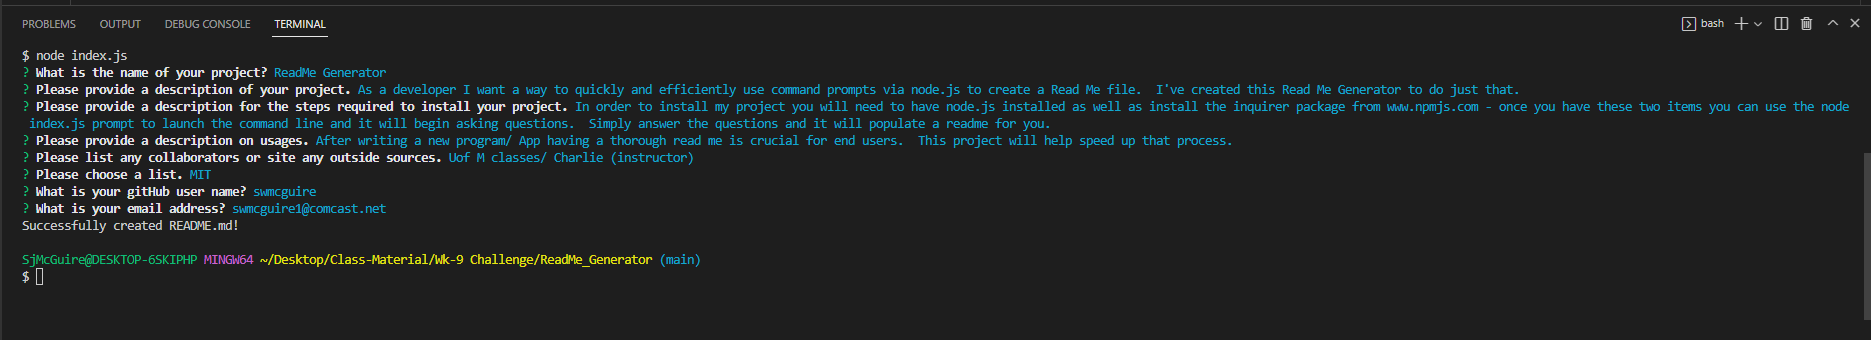 PROBLEMS OUTPUT DEBUG CONSOLE TERMINAL bash
$ node index.js
? What is the name of your project? ReadMe Generator
? Please provide a description of your project. As a developer I want a way to quickly and efficiently use command prompts via node.js to create a Read Me file.  I've created this Read Me Generator to do just that.
? Please provide a description for the steps required to install your project. In order to install my project you will need to have node.js installed as well as install the inquirer package from www.npmjs.com - once you have these two items you can use the node
index.js prompt to launch the command line and it will begin asking questions.  Simply answer the questions and it will populate a readme for you.
? Please provide a description on usages. After writing a new program/ App having a thorough read me is crucial for end users.  This project will help speed up that process.
? Please list any collaborators or site any outside sources. Uof M classes/ Charlie (instructor)
? Please choose a list. MIT
? What is your gitHub user name? swmcguire
? What is your email address? swmcguire1@comcast.net
Successfully created README.md!
SjMcGuire@DESKTOP-6SKIPHP MINGW64 ~/Desktop/Class-Material/Wk-9 Challenge/ReadMe_Generator (main)
$